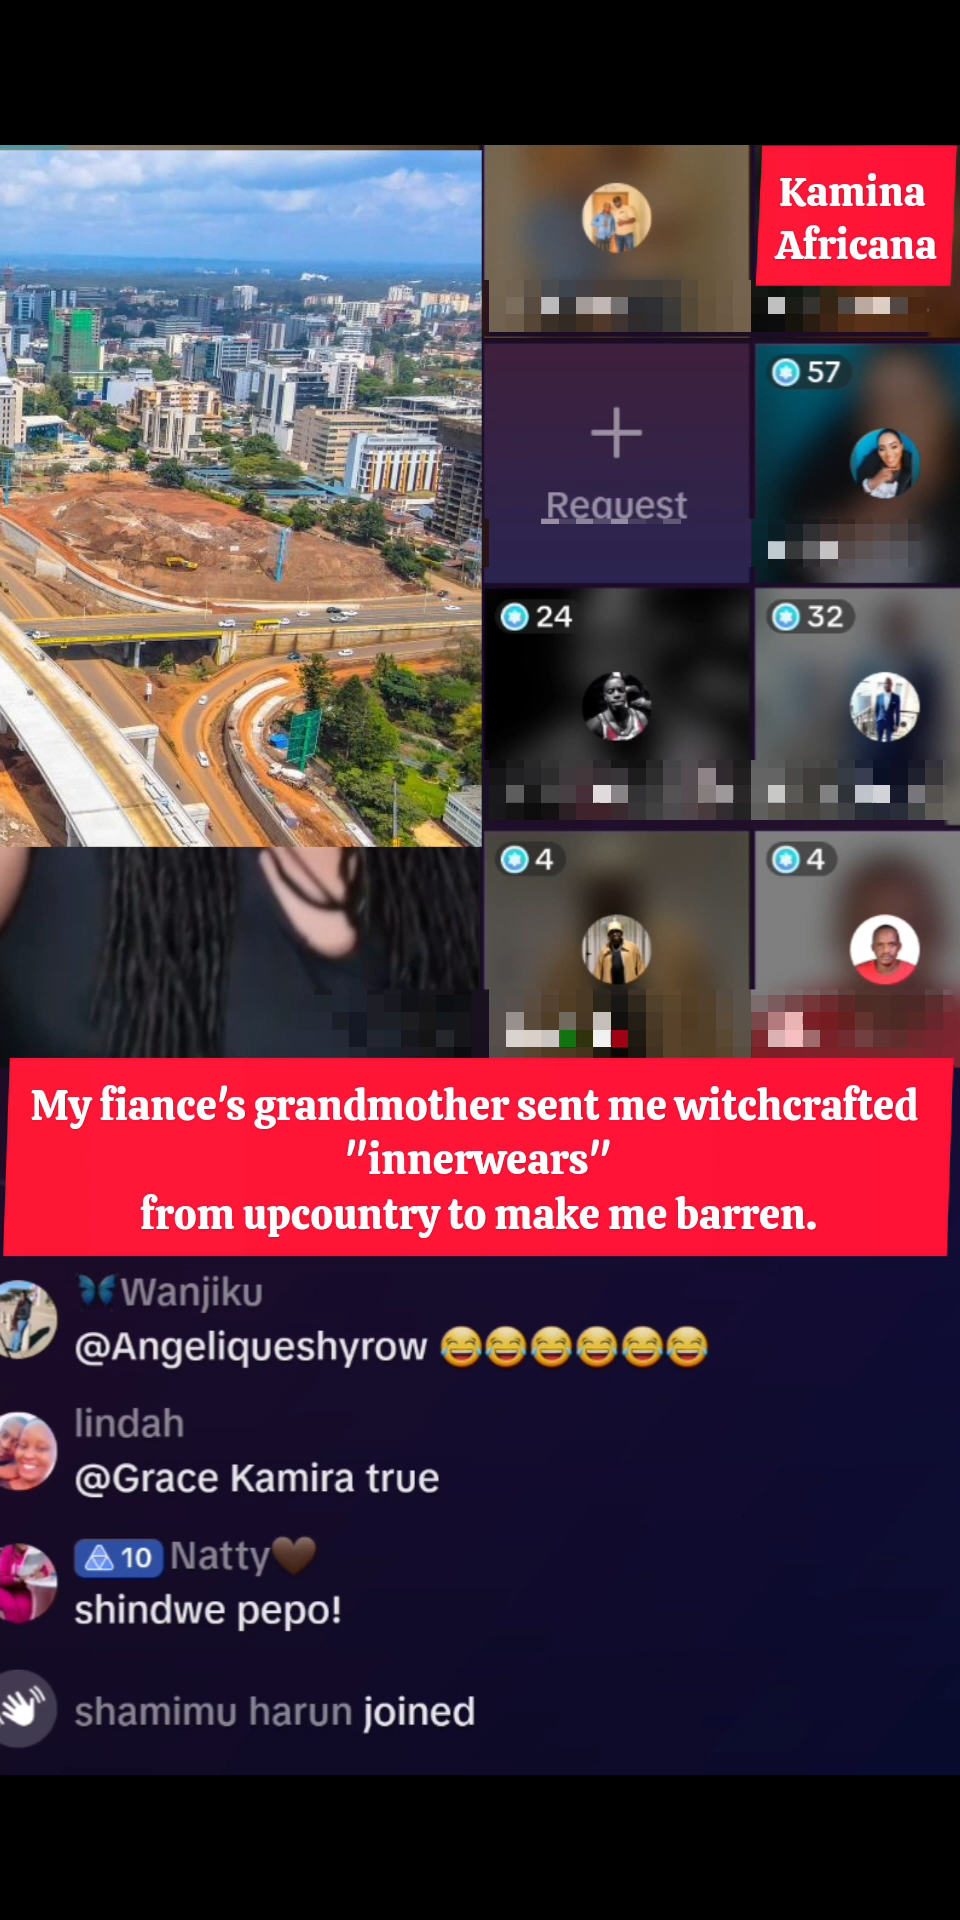 Kamina
Africana
57
+
Request
24
32
4
4
My fiance's grandmother sent me witchcrafted
"innerwears"
from upcountry to make me barren.
🦋Wanjiku
@Angeliqueshyrow 😂😂😂😂😂😂
lindah
@Grace Kamira true
10 Natty🤎
shindwe pepo!
shamimu harun joined